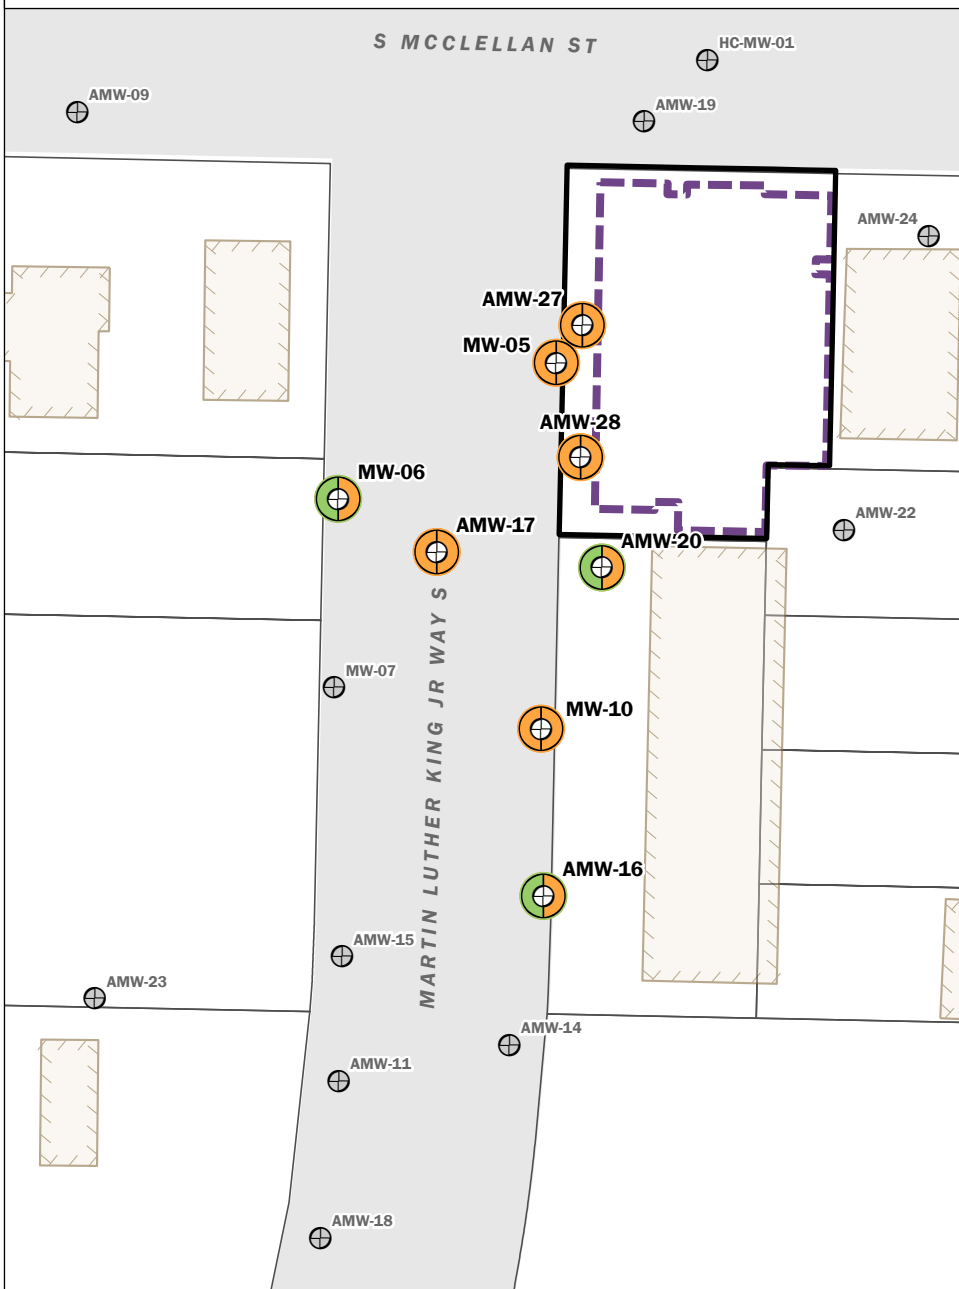 S MCCLELLAN ST
HC-MW-01
AMW-09
AMW-19
AMW-24
AMW-27
MW-05
AMW-28
MW-06
AMW-22
AMW-17
AMW-20
MARTIN LUTHER KING JR WAY S
MW-07
MW-10
AMW-16
AMW-15
AMW-23
AMW-14
AMW-11
AMW-18